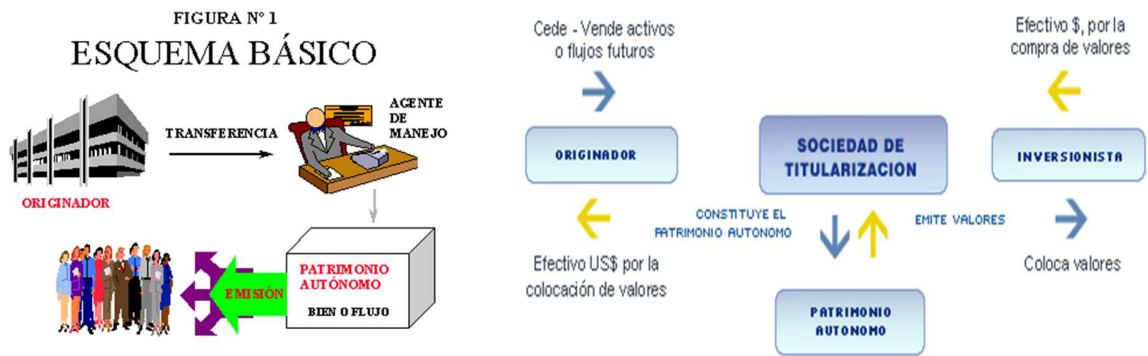 FIGURA Nº 1
ESQUEMA BÁSICO
TRANSFERENCIA
AGENTE
DE
MANEJO
ORIGINADOR
EMISIÓN
PATRIMONIO
AUTÓNOMO
BIEN O FLUJO
Cede - Vende activos
o flujos futuros
Efectivo $, por la
compra de valores
ORIGINADOR
SOCIEDAD DE
TITULARIZACION
INVERSIONISTA
CONSTITUYE EL
PATRIMONIO AUTONOMO
EMITE VALORES
Efectivo US$ por la
colocación de valores
Coloca valores
PATRIMONIO
AUTONOMO